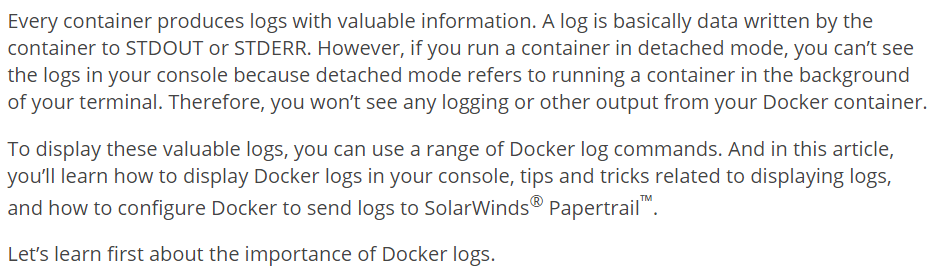 Every container produces logs with valuable information. A log is basically data written by the
container to STDOUT or STDERR. However, if you run a container in detached mode, you can’t see
the logs in your console because detached mode refers to running a container in the background
of your terminal. Therefore, you won’t see any logging or other output from your Docker container.
To display these valuable logs, you can use a range of Docker log commands. And in this article,
you’ll learn how to display Docker logs in your console, tips and tricks related to displaying logs,
and how to configure Docker to send logs to SolarWinds® Papertrail™.
Let’s learn first about the importance of Docker logs.